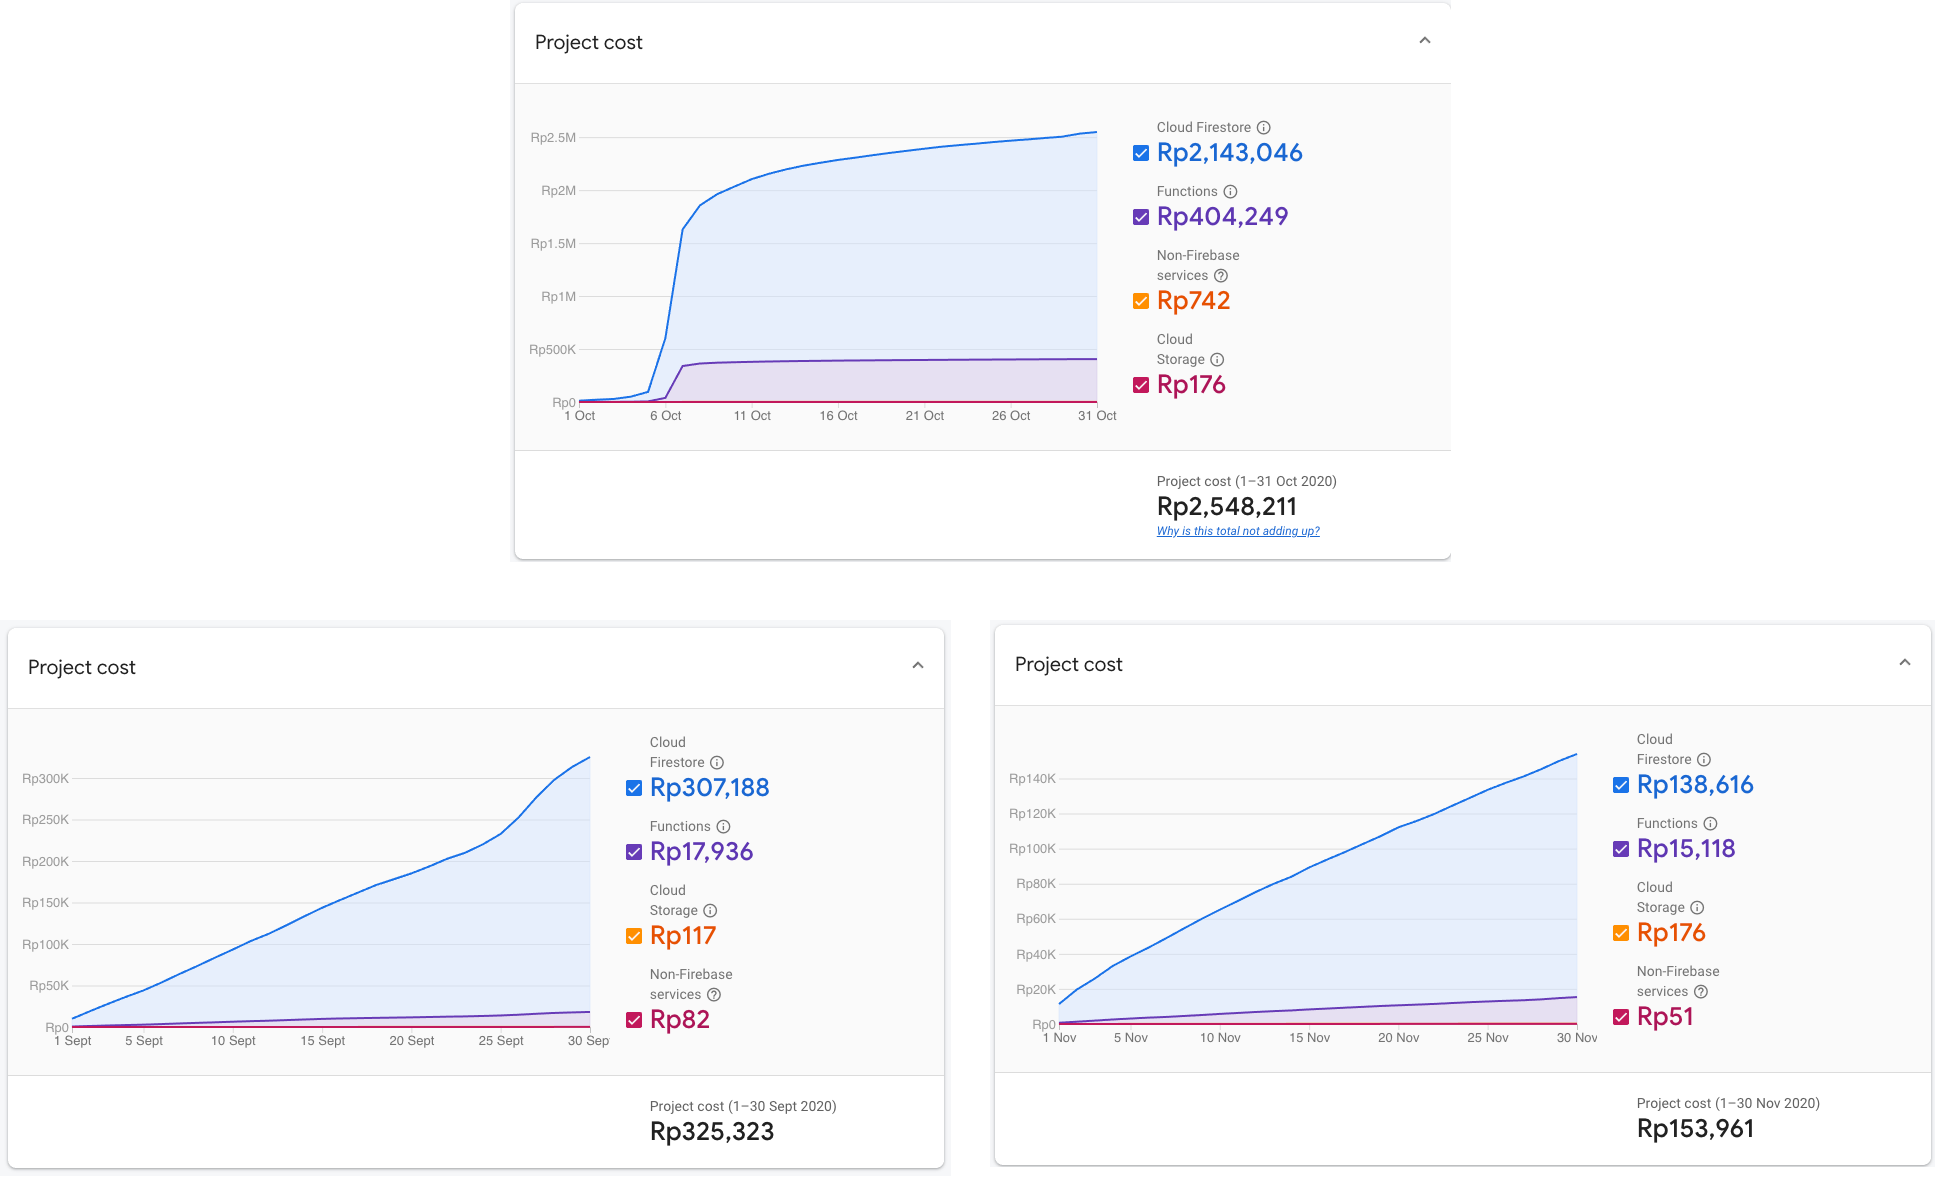 Project cost
Rp2.5M
Rp2M
Rp1.5M
Rp1M
Rp500K
Rp0
1 Oct 6 Oct 11 Oct 16 Oct 21 Oct 26 Oct 31 Oct
Cloud Firestore
Rp2,143,046
Functions
Rp404,249
Non-Firebase
services
Rp742
Cloud
Storage
Rp176
Project cost (1–31 Oct 2020)
Rp2,548,211
Why is this total not adding up?
Project cost
Rp300K
Rp250K
Rp200K
Rp150K
Rp100K
Rp50K
Rp0
1 Sept 5 Sept 10 Sept 15 Sept 20 Sept 25 Sept 30 Sep
Cloud
Firestore
Rp307,188
Functions
Rp17,936
Cloud
Storage
Rp117
Non-Firebase
services
Rp82
Project cost (1–30 Sept 2020)
Rp325,323
Project cost
Rp140K
Rp120K
Rp100K
Rp80K
Rp60K
Rp40K
Rp20K
Rp0
1 Nov 5 Nov 10 Nov 15 Nov 20 Nov 25 Nov 30 Nov
Cloud
Firestore
Rp138,616
Functions
Rp15,118
Cloud
Storage
Rp176
Non-Firebase
services
Rp51
Project cost (1–30 Nov 2020)
Rp153,961